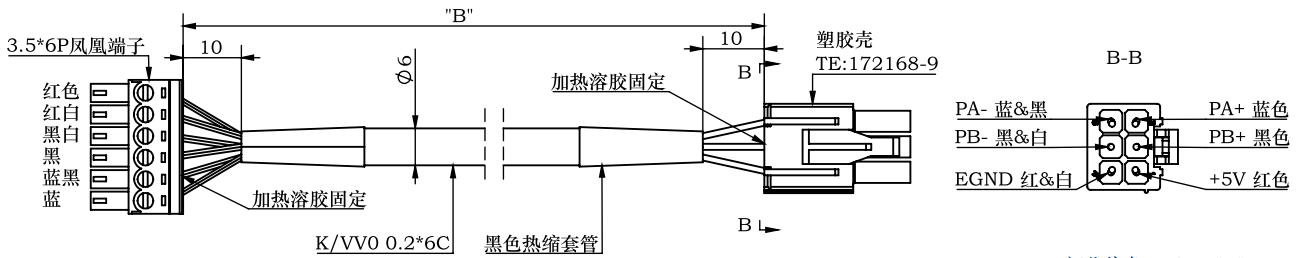 "B"
3.5*6P凤凰端子
10
10
塑胶壳
TE:172168-9
B
B-B
ϕ6
加热溶胶固定
红色
红白
黑白
黑
蓝黑
蓝
PA- 蓝&黑
PA+ 蓝色
PB- 黑&白
PB+ 黑色
EGND 红&白
+5V 红色
加热溶胶固定
B
K/VV0 0.2*6C
黑色热缩套管